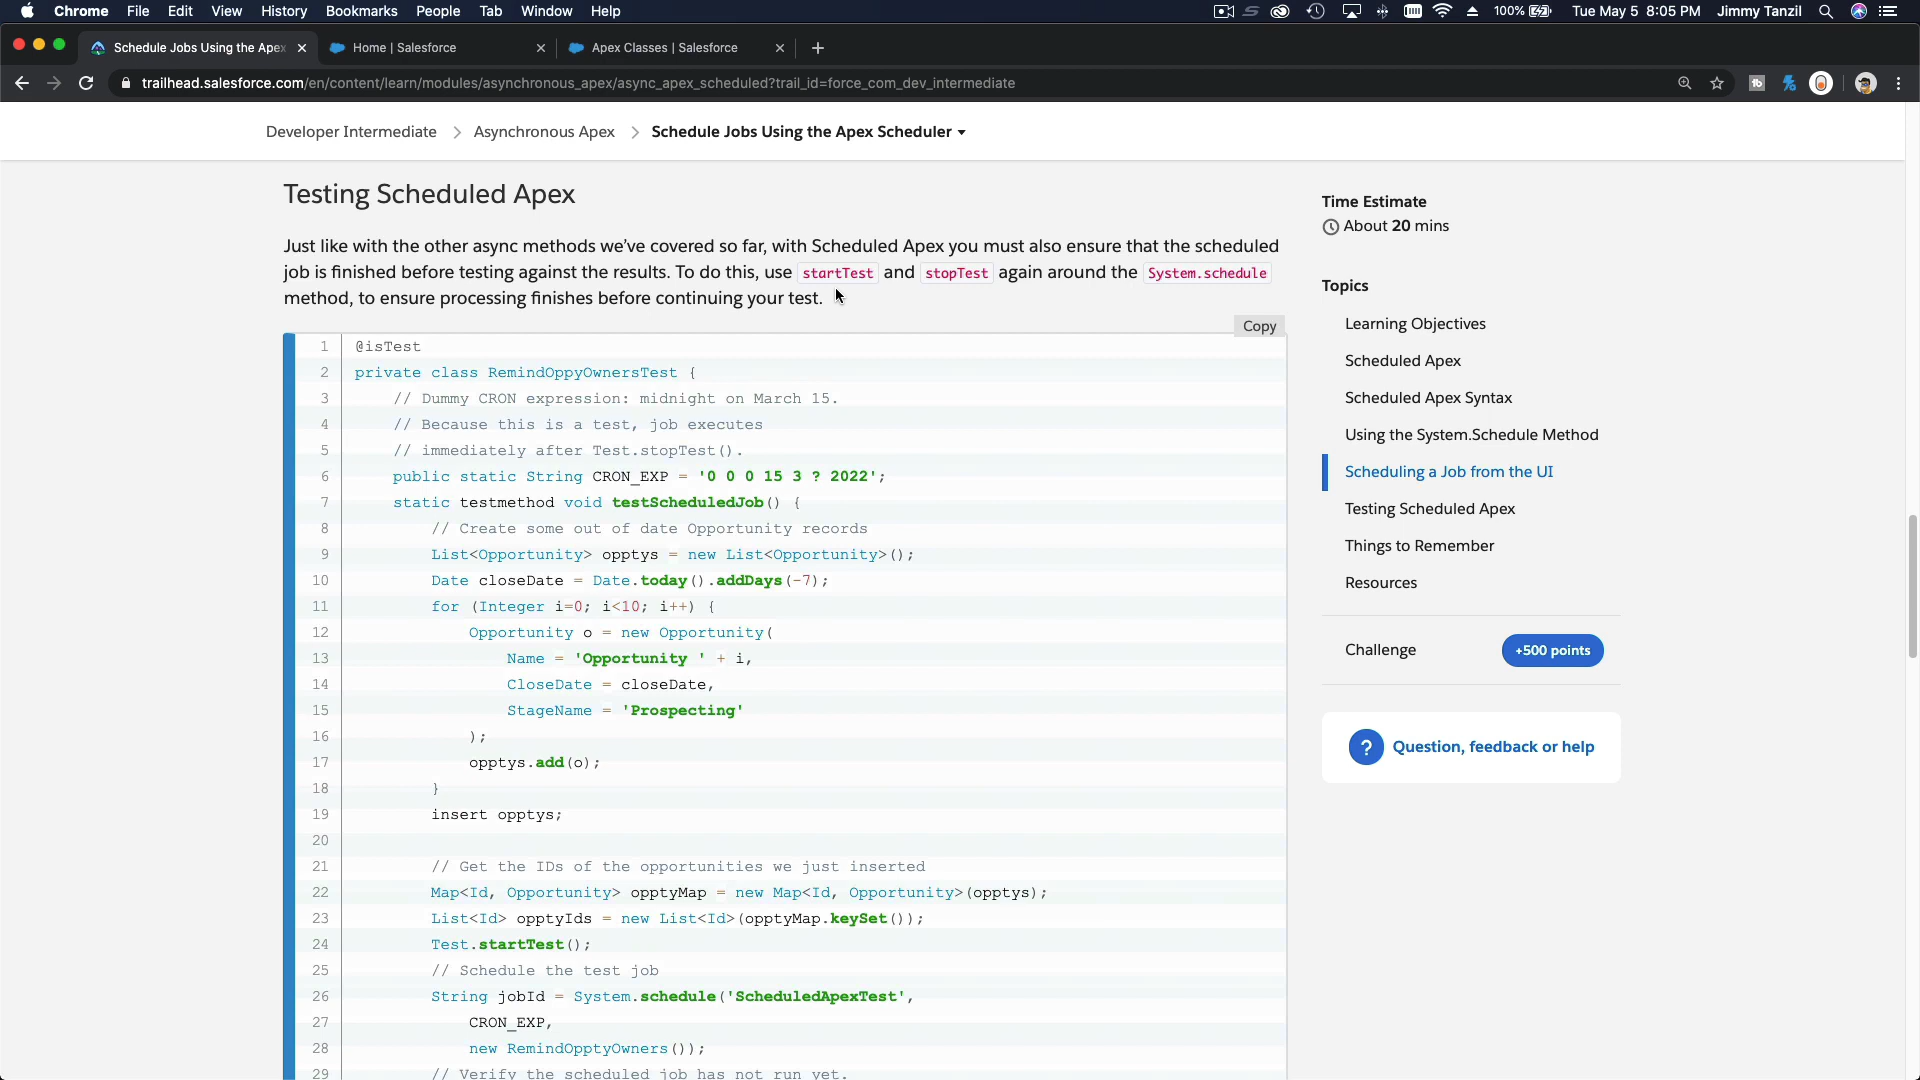 Chrome File Edit View History Bookmarks People Tab Window Help 100% Tue May 5 8:05 PM Jimmy Tanzil
Schedule Jobs Using the Apex Home | Salesforce Apex Classes | Salesforce
trailhead.salesforce.com/en/content/learn/modules/asynchronous_apex/async_apex_scheduled?trail_id=force_com_dev_intermediate
Developer Intermediate > Asynchronous Apex > Schedule Jobs Using the Apex Scheduler
Testing Scheduled Apex
Just like with the other async methods we've covered so far, with Scheduled Apex you must also ensure that the scheduled
job is finished before testing against the results. To do this, use startTest and stopTest again around the System.schedule
method, to ensure processing finishes before continuing your test.
Copy
1 @isTest
2 private class RemindOppyOwnersTest {
3 // Dummy CRON expression: midnight on March 15.
4 // Because this is a test, job executes
5 // immediately after Test.stopTest().
6 public static String CRON_EXP = '0 0 0 15 3 ? 2022';
7 static testmethod void testScheduledJob() {
8 // Create some out of date Opportunity records
9 List<Opportunity> opptys = new List<Opportunity>();
10 Date closeDate = Date.today().addDays(-7);
11 for (Integer i=0; i<10; i++) {
12 Opportunity o = new Opportunity(
13 Name = 'Opportunity ' + i,
14 CloseDate = closeDate,
15 StageName = 'Prospecting'
16 );
17 opptys.add(o);
18 }
19 insert opptys;
20
21 // Get the IDs of the opportunities we just inserted
22 Map<Id, Opportunity> opptyMap = new Map<Id, Opportunity>(opptys);
23 List<Id> opptyIds = new List<Id>(opptyMap.keySet());
24 Test.startTest();
25 // Schedule the test job
26 String jobId = System.schedule('ScheduledApexTest',
27 CRON_EXP,
28 new RemindOpptyOwners());
29 // Verify the scheduled job has not run yet.
Time Estimate
About 20 mins
Topics
Learning Objectives
Scheduled Apex
Scheduled Apex Syntax
Using the System.Schedule Method
Scheduling a Job from the UI
Testing Scheduled Apex
Things to Remember
Resources
Challenge +500 points
? Question, feedback or help